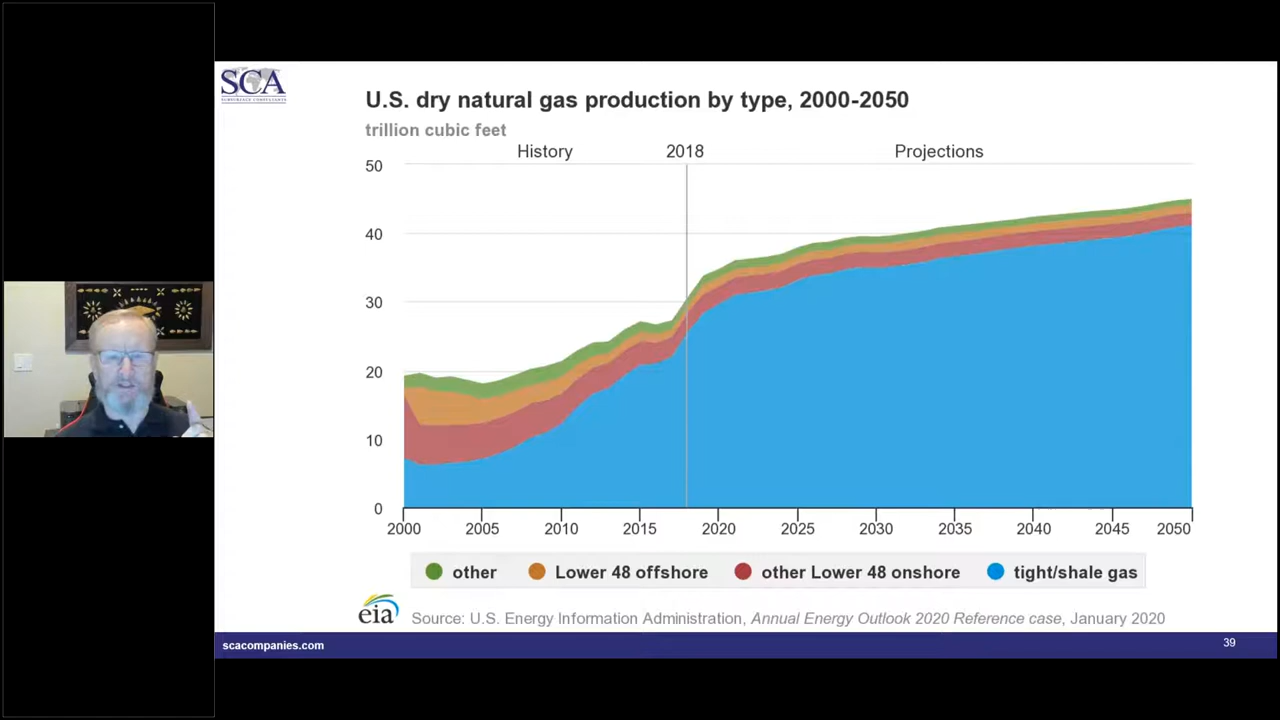 SCA
SUBSURFACE CONSULTANTS
U.S. dry natural gas production by type, 2000-2050
trillion cubic feet
History 2018 Projections
50
40
30
20
10
0
2000 2005 2010 2015 2020 2025 2030 2035 2040 2045 2050
other Lower 48 offshore other Lower 48 onshore tight/shale gas
eia Source: U.S. Energy Information Administration, Annual Energy Outlook 2020 Reference case, January 2020
scacompanies.com 39